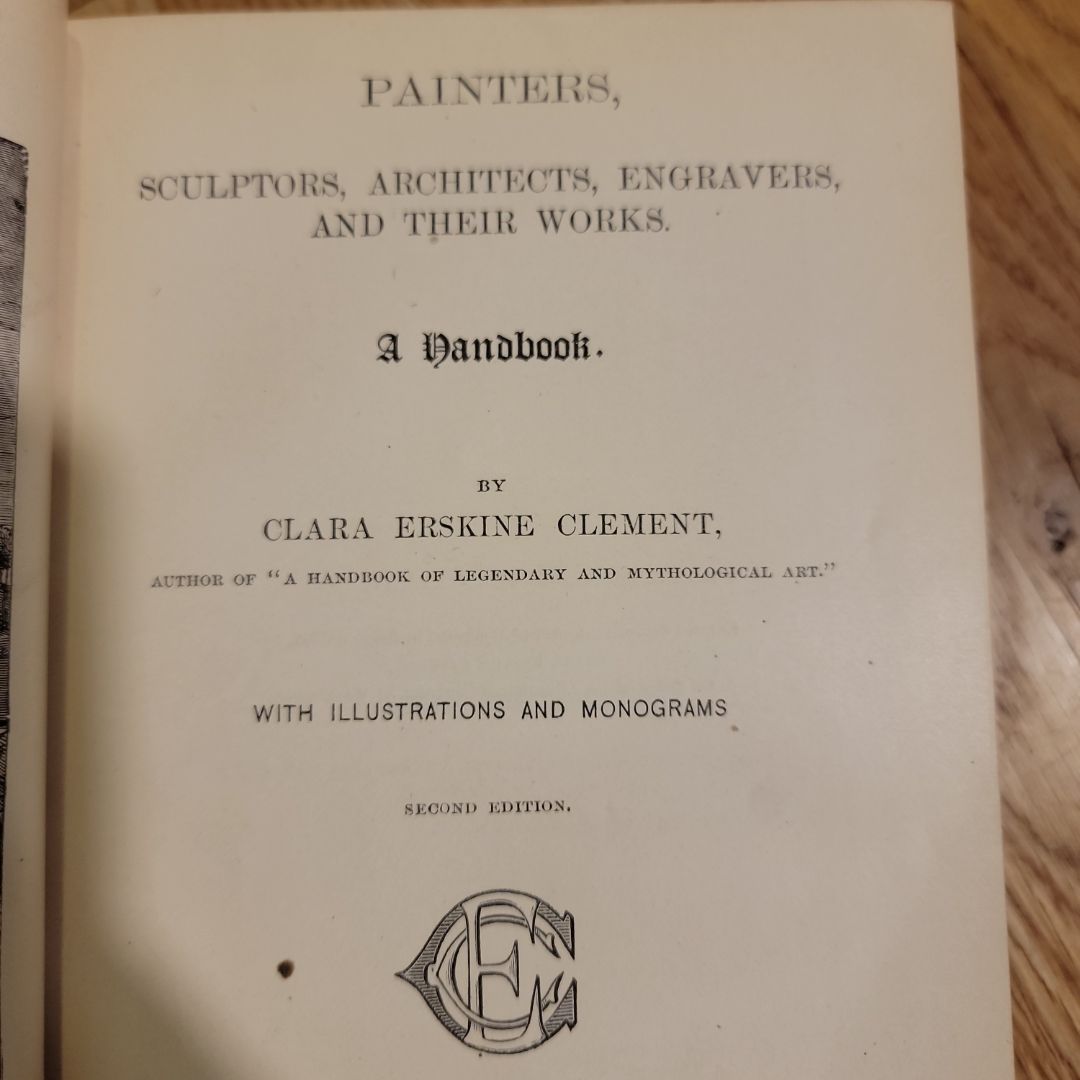 PAINTERS,
SCULPTORS, ARCHITECTS, ENGRAVERS,
AND THEIR WORKS.
A Handbook.
BY
CLARA ERSKINE CLEMENT,
AUTHOR OF "A HANDBOOK OF LEGENDARY AND MYTHOLOGICAL ART."
WITH ILLUSTRATIONS AND MONOGRAMS
SECOND EDITION.
CEC